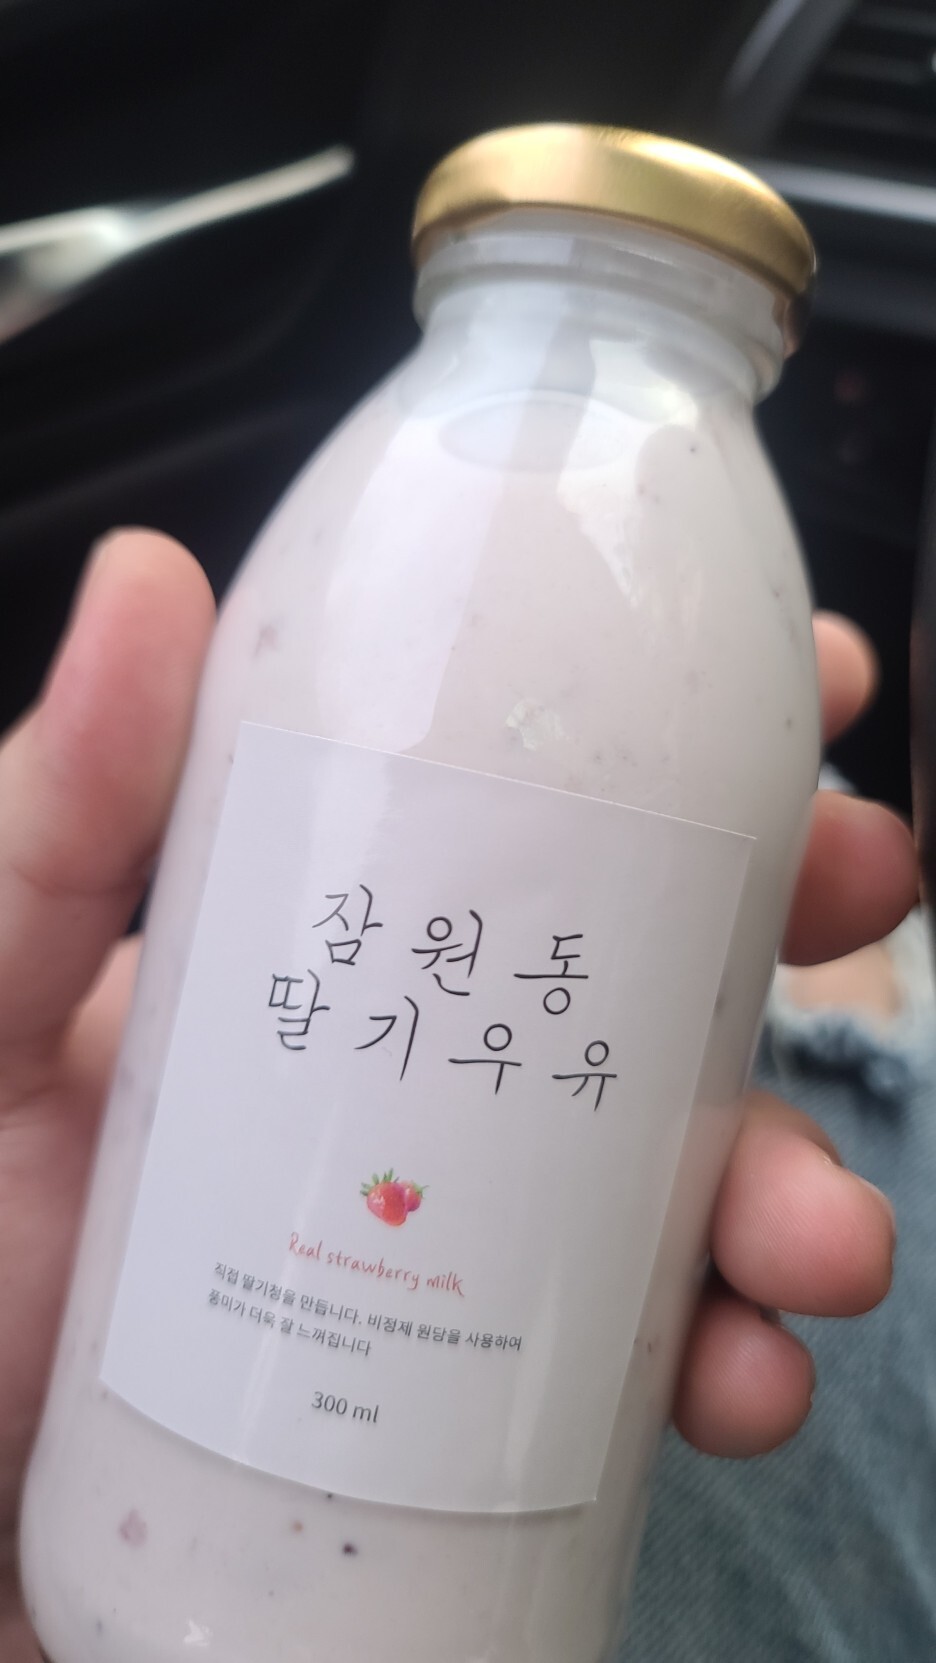 잠원동
딸기우유
Real strawberry milk
직접 딸기청을 만듭니다. 비정제 원당을 사용하여
풍미가 더욱 잘 느껴집니다
300 ml